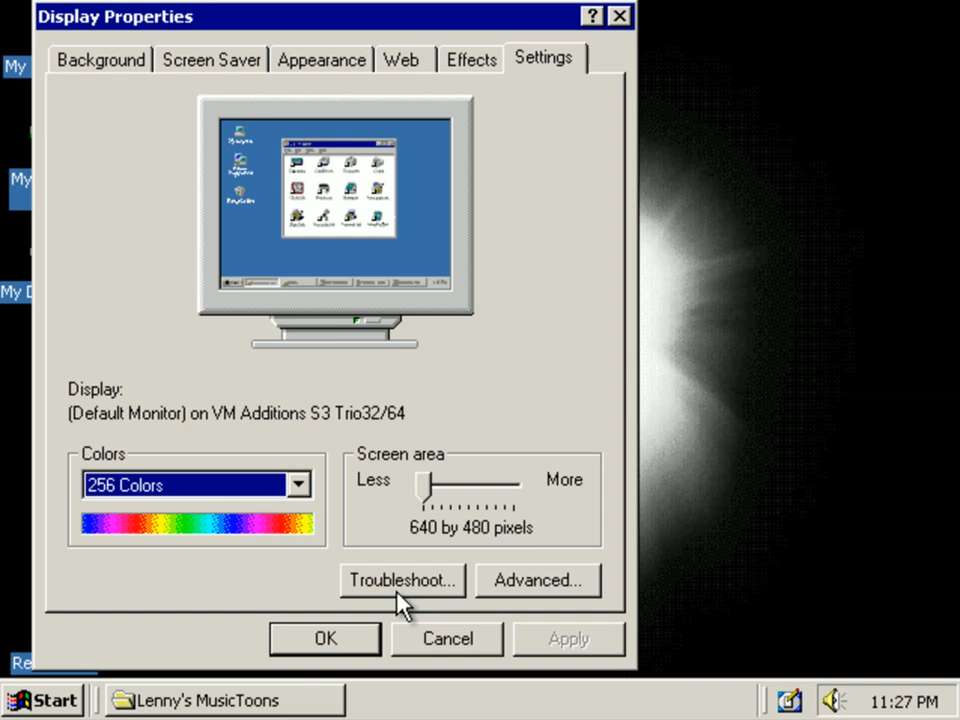 Display Properties
Background Screen Saver Appearance Web Effects Settings
My
My
My D
Display:
(Default Monitor) on VM Additions S3 Trio32/64
Colors
256 Colors
Screen area
Less More
640 by 480 pixels
Troubleshoot... Advanced...
OK Cancel Apply
Re
Start Lenny's MusicToons 11:27 PM